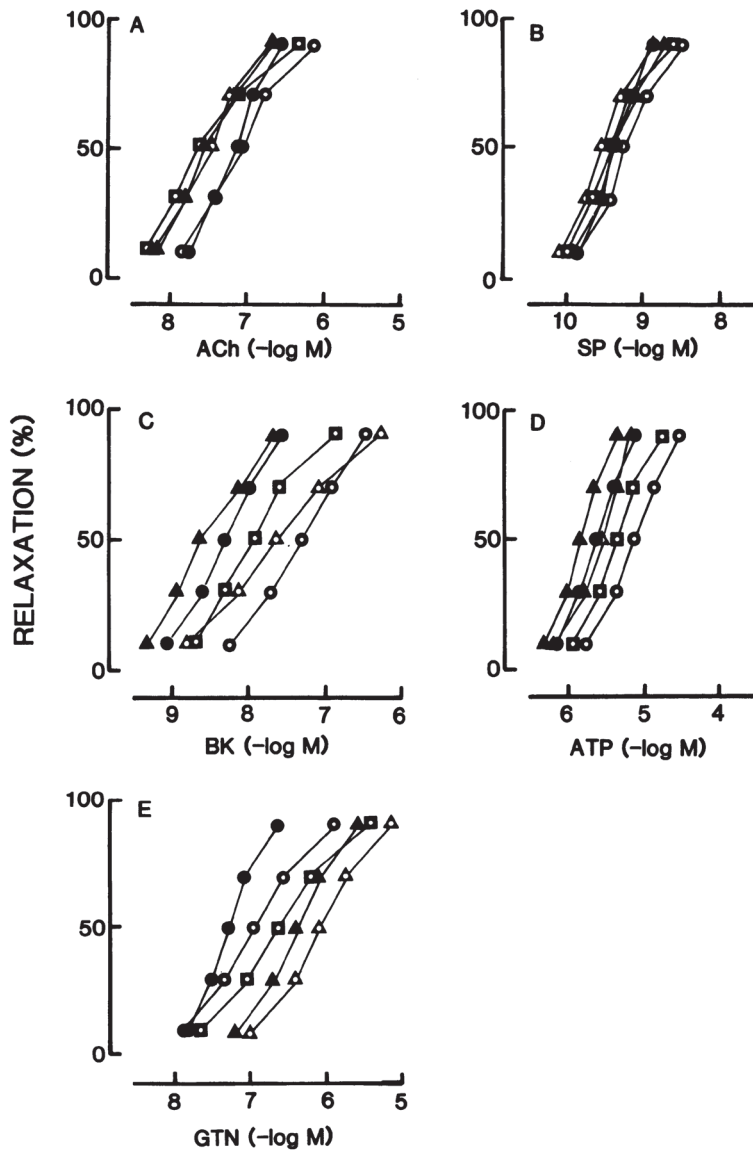 RELAXATION (%)
A
100
50
0
8 7 6 5
ACh (-log M)
B
100
50
0
10 9 8
SP (-log M)
C
100
50
0
9 8 7 6
BK (-log M)
D
100
50
0
6 5 4
ATP (-log M)
E
100
50
0
8 7 6 5
GTN (-log M)